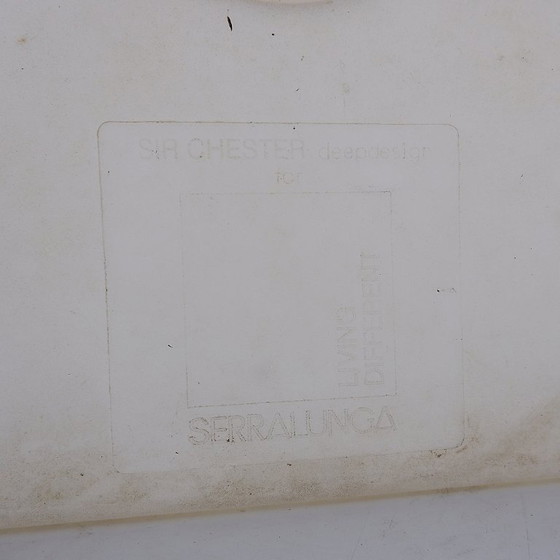 SIR CHESTER deepdesign
for
LIVING
DIFFERENT
SERRALUNGA